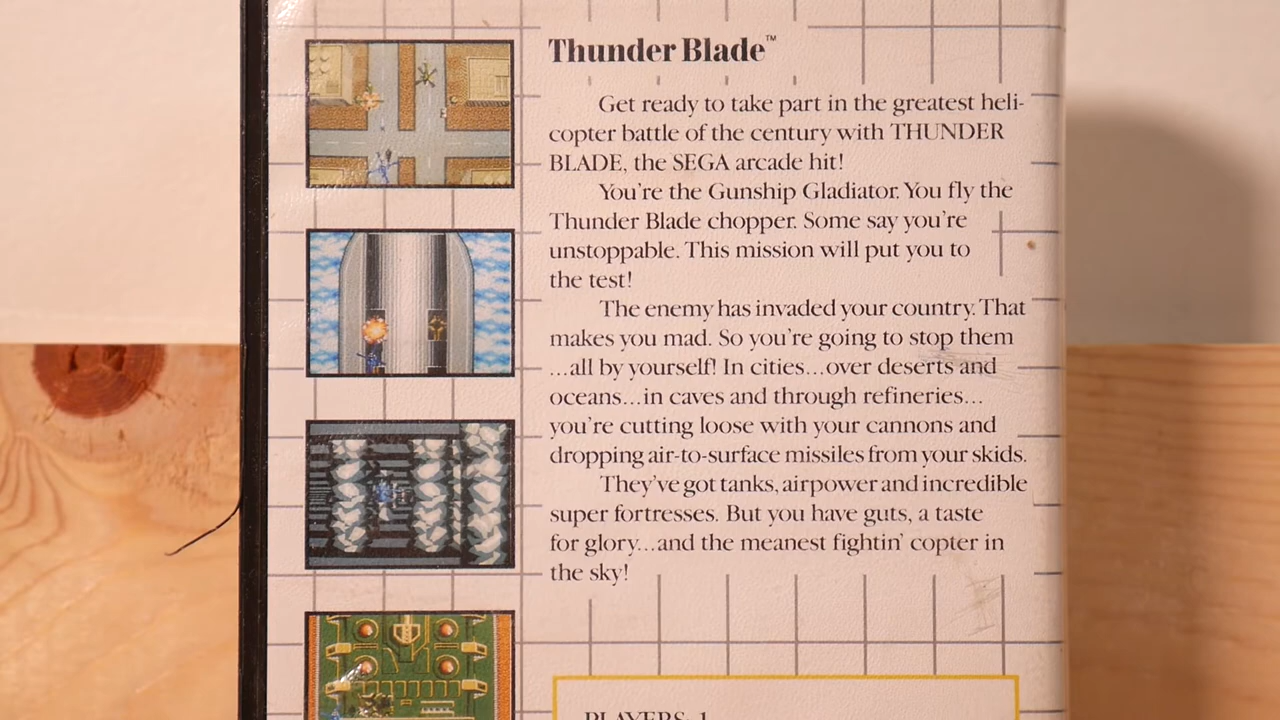 Thunder Blade™
Get ready to take part in the greatest heli-
copter battle of the century with THUNDER
BLADE, the SEGA arcade hit!
You're the Gunship Gladiator. You fly the
Thunder Blade chopper. Some say you're
unstoppable. This mission will put you to
the test!
The enemy has invaded your country. That
makes you mad. So you're going to stop them
...all by yourself! In cities...over deserts and
oceans...in caves and through refineries...
you're cutting loose with your cannons and
dropping air-to-surface missiles from your skids.
They've got tanks, airpower and incredible
super fortresses. But you have guts, a taste
for glory...and the meanest fightin' copter in
the sky!
PLAYERS: 1